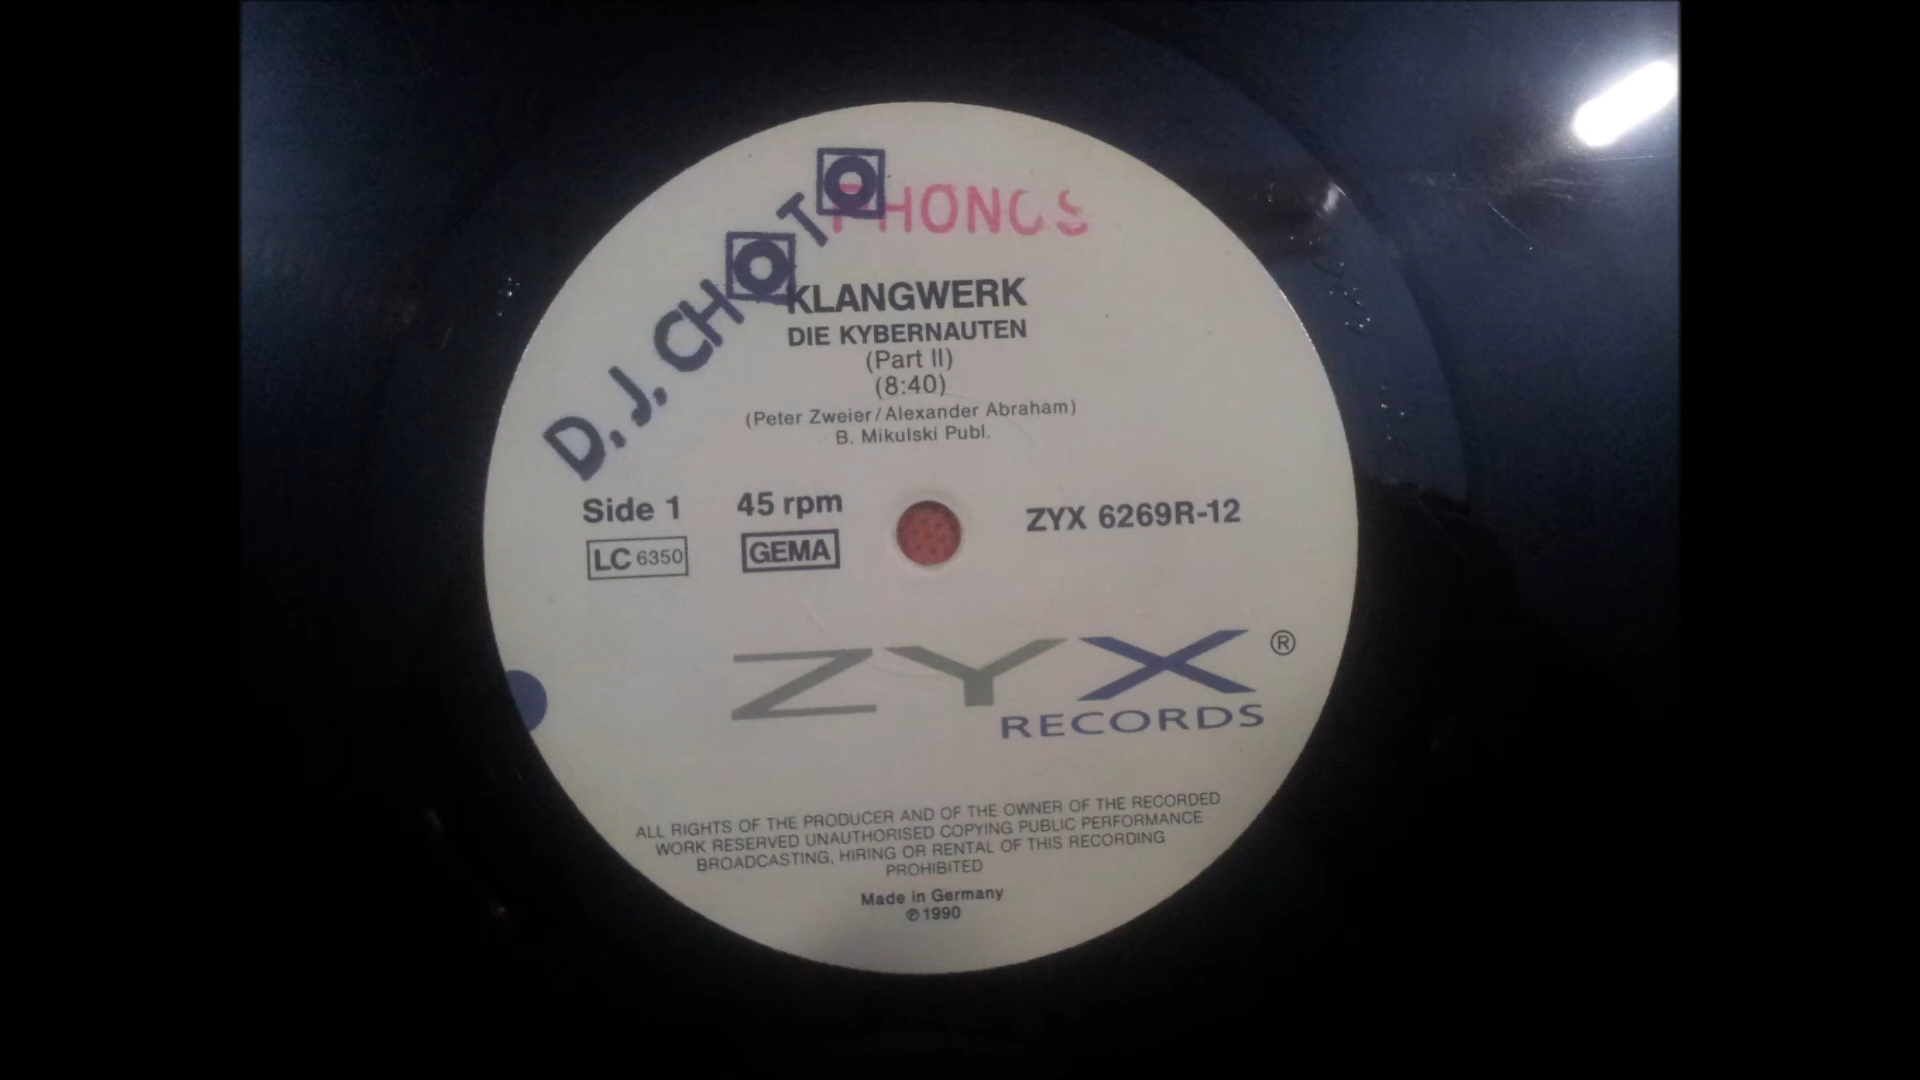 D.J. CHOTO
PHONOS
KLANGWERK
DIE KYBERNAUTEN
(Part II)
(8:40)
(Peter Zweier/Alexander Abraham)
B. Mikulski Publ.
Side 1 45 rpm ZYX 6269R-12
LC 6350 GEMA
ZYX ®
RECORDS
ALL RIGHTS OF THE PRODUCER AND OF THE OWNER OF THE RECORDED
WORK RESERVED UNAUTHORISED COPYING PUBLIC PERFORMANCE
BROADCASTING, HIRING OR RENTAL OF THIS RECORDING
PROHIBITED
Made in Germany
℗ 1990